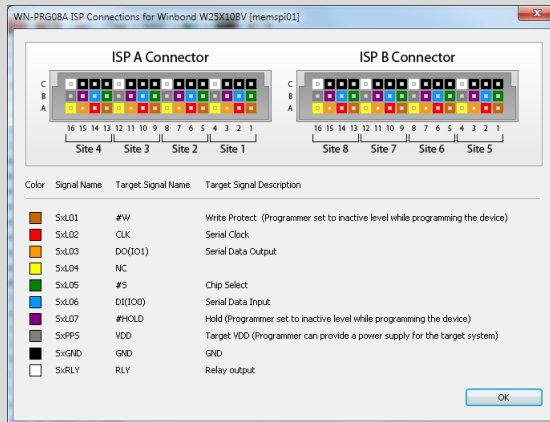 WN-PRG08A ISP Connections for Winbond W25X10BV [memspi01]
ISP A Connector ISP B Connector
C C
B B
A A
16 15 14 13 12 11 10 9 8 7 6 5 4 3 2 1 16 15 14 13 12 11 10 9 8 7 6 5 4 3 2 1
Site 4 Site 3 Site 2 Site 1 Site 8 Site 7 Site 6 Site 5
Color Signal Name Target Signal Name Target Signal Description
SxL01 #W Write Protect (Programmer set to inactive level while programming the device)
SxL02 CLK Serial Clock
SxL03 DO(IO1) Serial Data Output
SxL04 NC
SxL05 #S Chip Select
SxL06 DI(IO0) Serial Data Input
SxL07 #HOLD Hold (Programmer set to inactive level while programming the device)
SxPPS VDD Target VDD (Programmer can provide a power supply for the target system)
SxGND GND GND
SxRLY RLY Relay output
OK